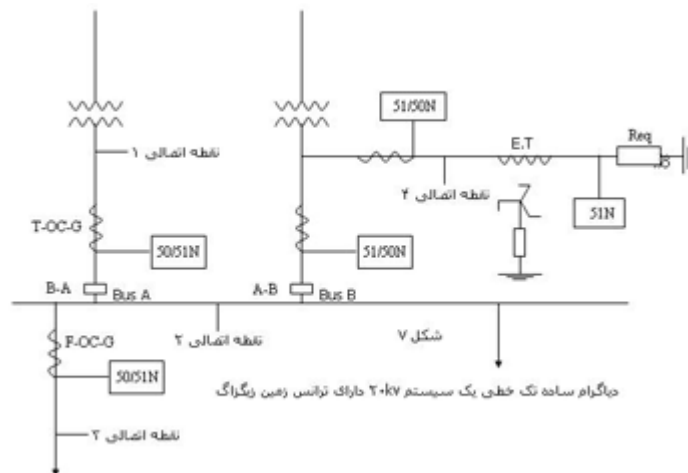 51/50N
E.T
Req
نقطه اتصالی ۱
نقطه اتصالی ۴
51N
T-OC-G
50/51N
51/50N
B-A
Bus A
A-B
Bus B
نقطه اتصالی ۲
شکل ۷
F-OC-G
50/51N
دیاگرام ساده تک خطی یک سیستم ۲۰kv دارای ترانس زمین زیگزاگ
نقطه اتصالی ۳